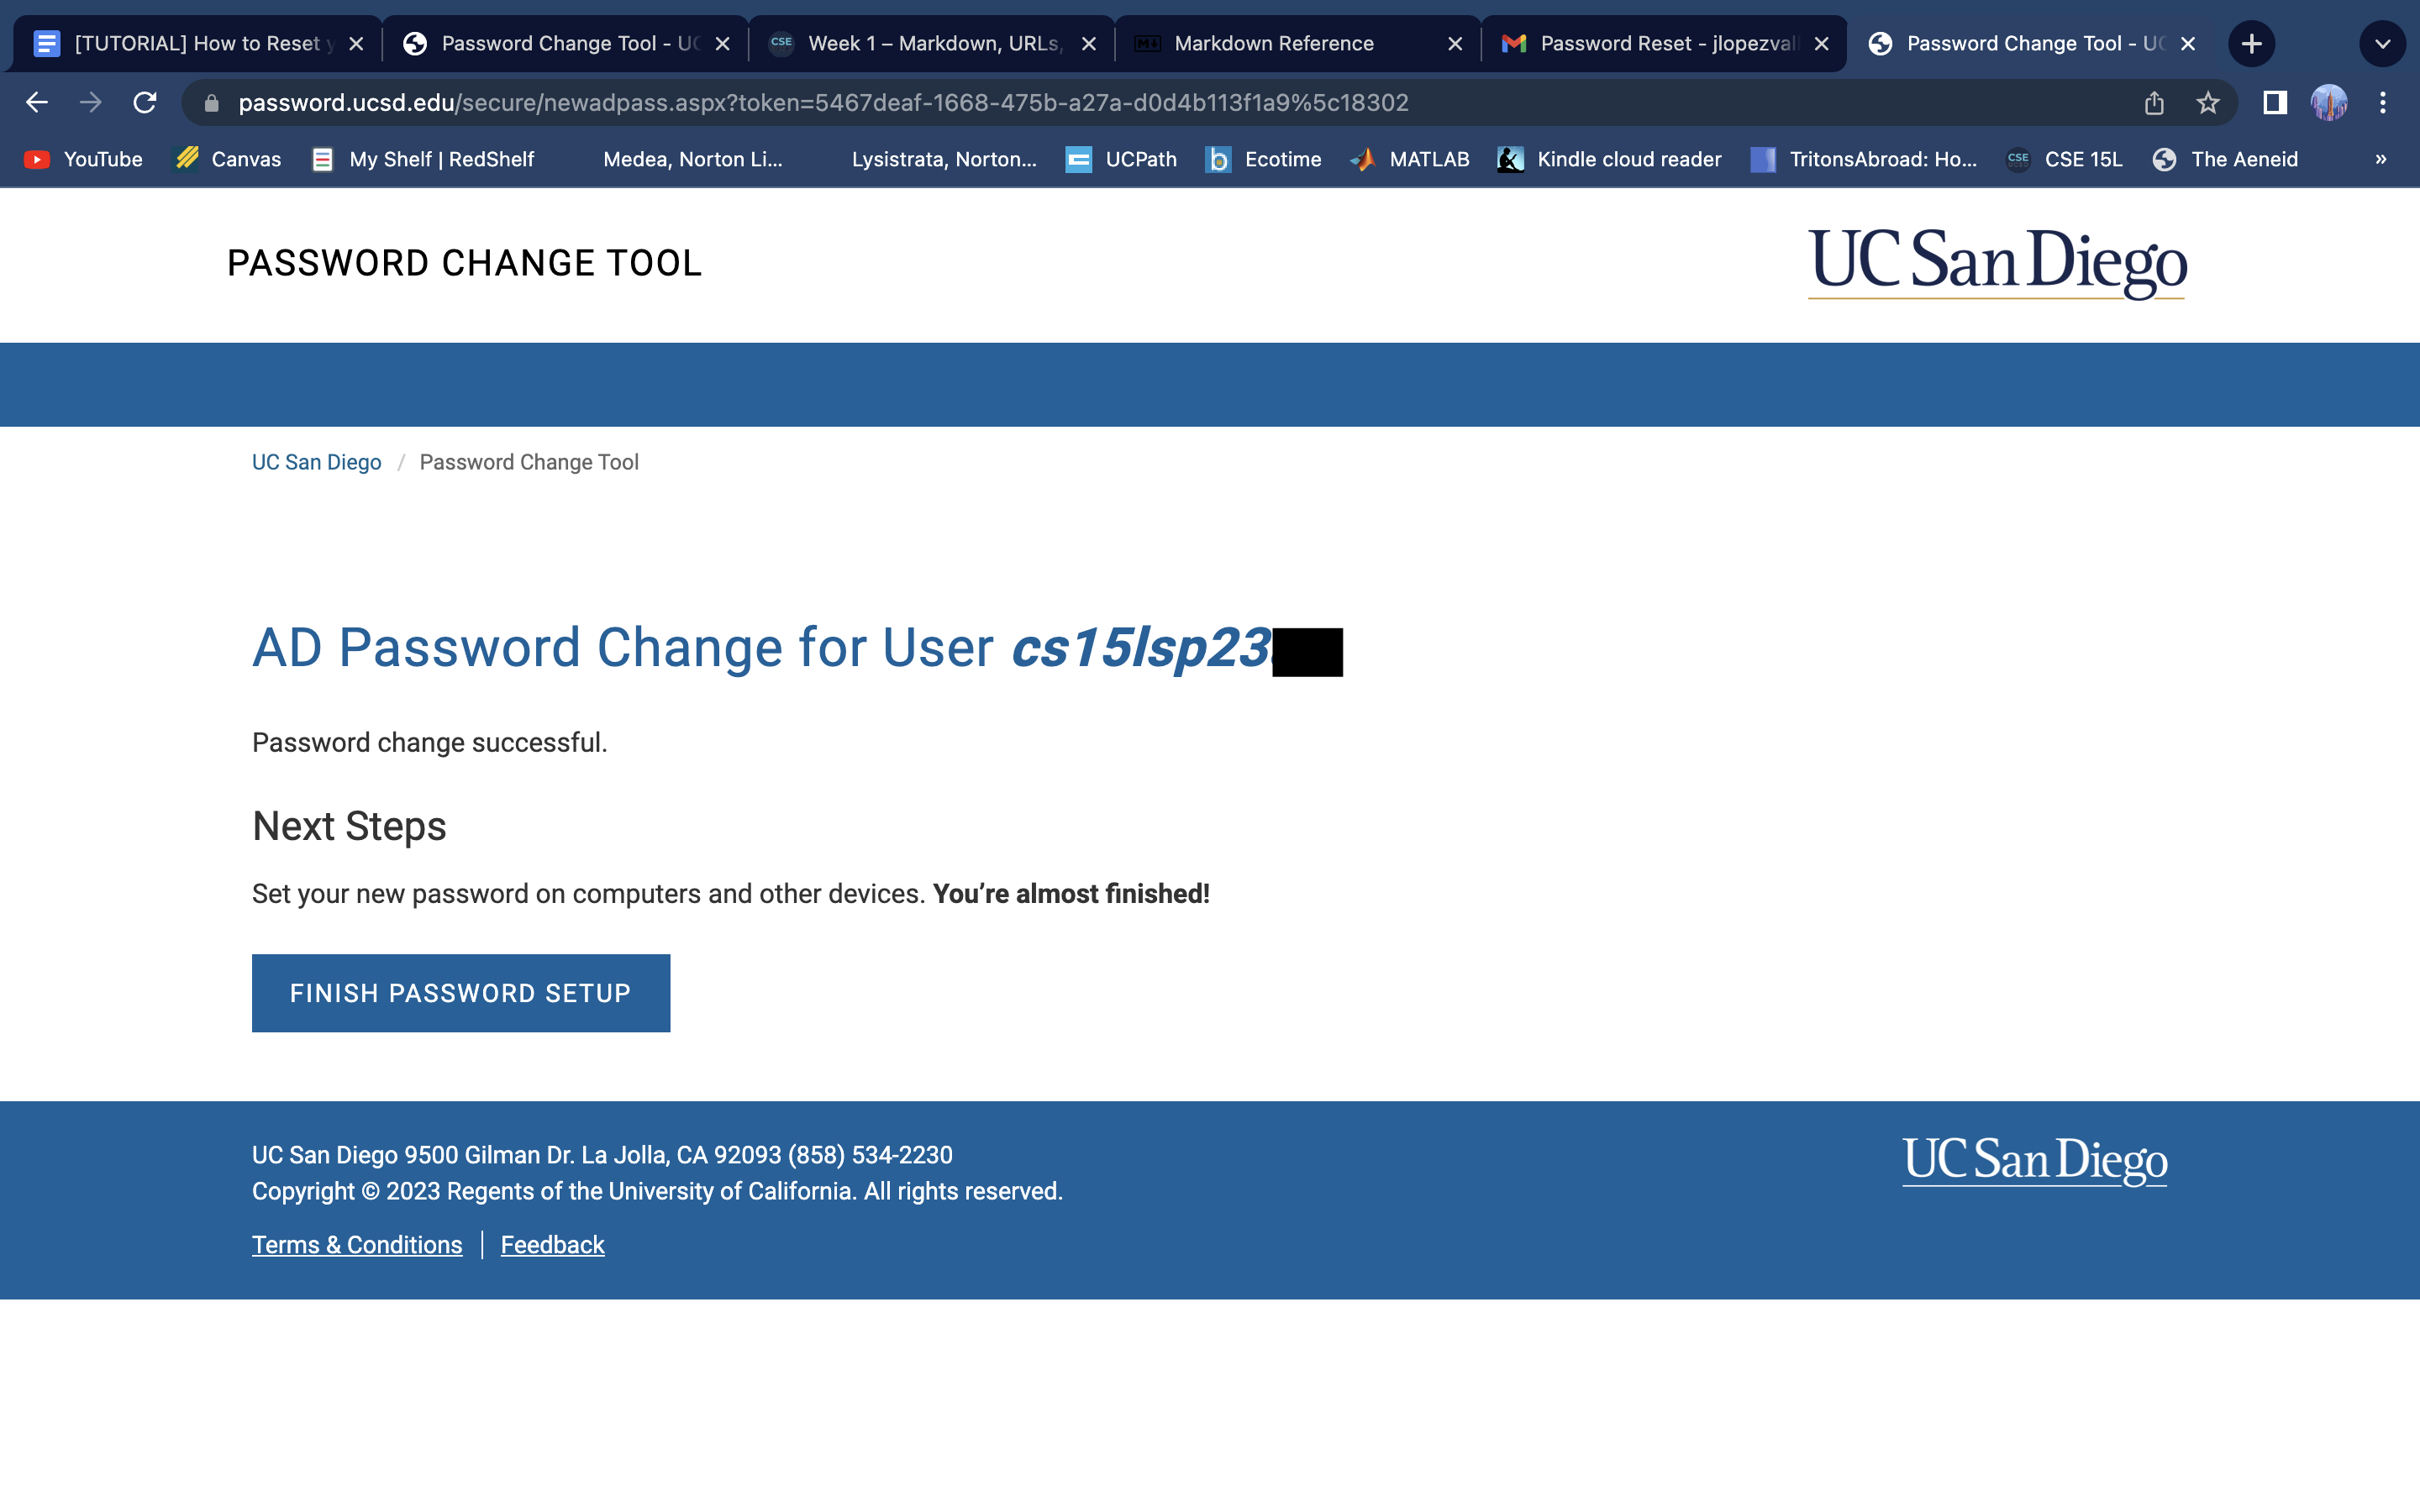 [TUTORIAL] How to Reset y
Password Change Tool - UC
CSE Week 1 – Markdown, URLs,
Markdown Reference
Password Reset - jlopezval
Password Change Tool - UC
password.ucsd.edu/secure/newadpass.aspx?token=5467deaf-1668-475b-a27a-d0d4b113f1a9%5c18302
YouTube
Canvas
My Shelf | RedShelf
Medea, Norton Li...
Lysistrata, Norton...
UCPath
Ecotime
MATLAB
Kindle cloud reader
TritonsAbroad: Ho...
CSE CSE 15L
The Aeneid
»
PASSWORD CHANGE TOOL
UC San Diego
UC San Diego / Password Change Tool
AD Password Change for User cs15lsp23
Password change successful.
Next Steps
Set your new password on computers and other devices. You’re almost finished!
FINISH PASSWORD SETUP
UC San Diego 9500 Gilman Dr. La Jolla, CA 92093 (858) 534-2230
Copyright © 2023 Regents of the University of California. All rights reserved.
Terms & Conditions | Feedback
UC San Diego